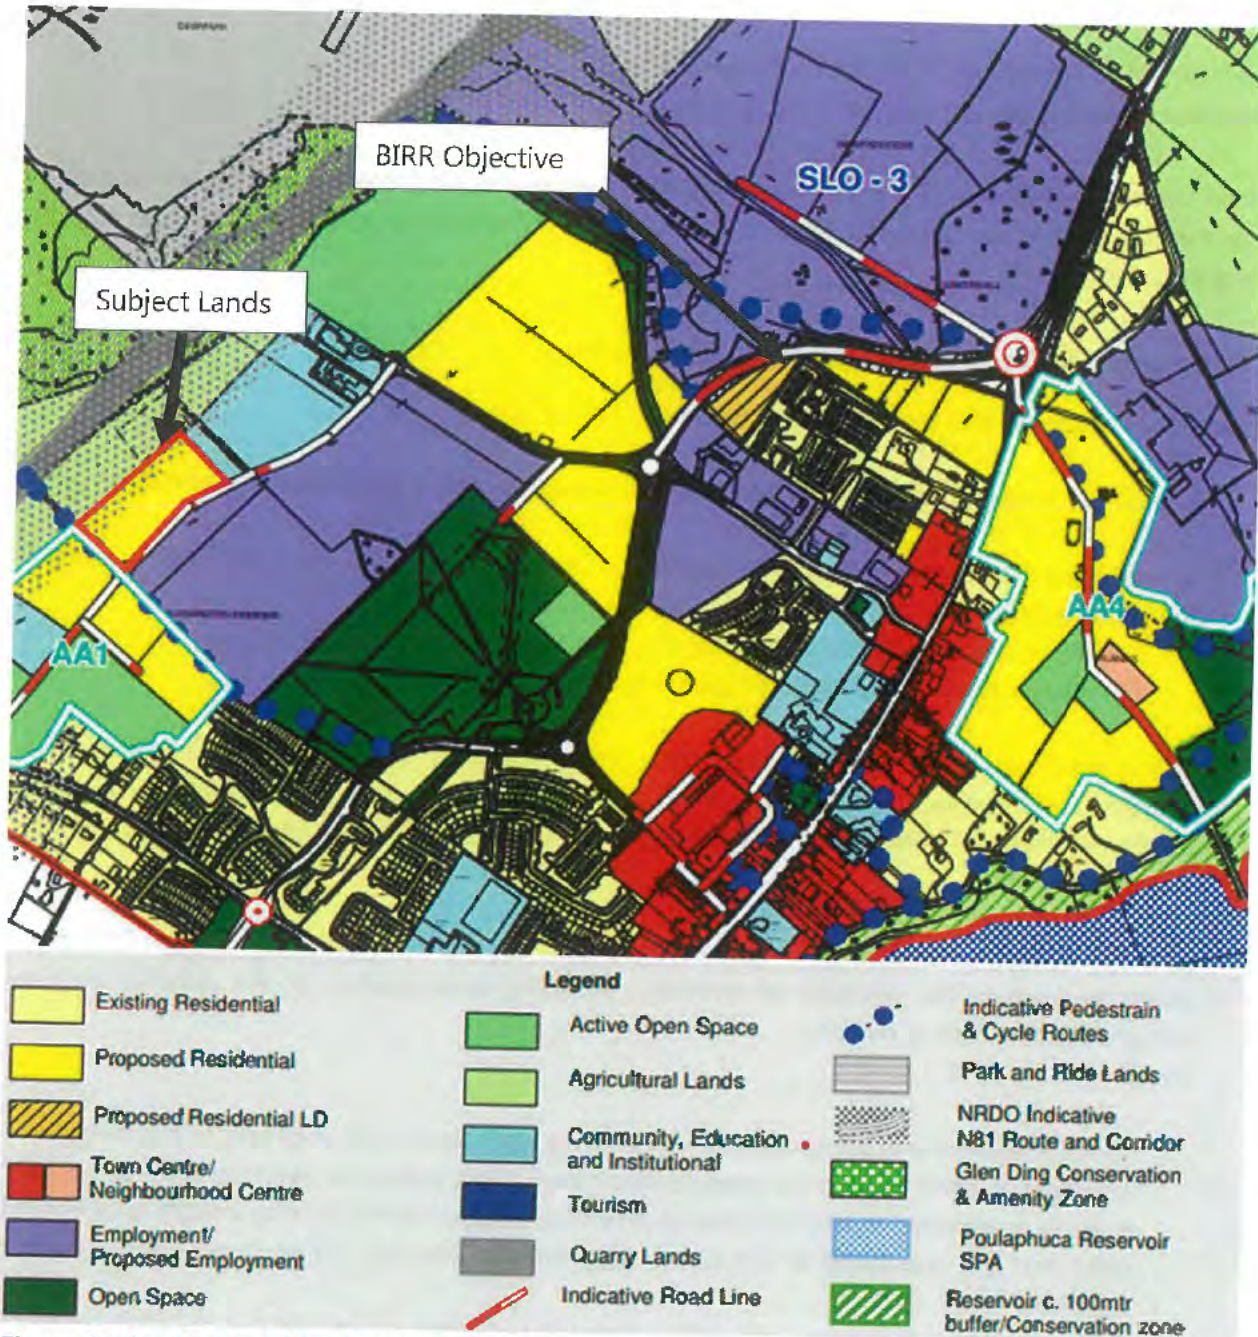 BIRR Objective
SLO - 3
Subject Lands
AA4
AA1
Legend
Existing Residential
Proposed Residential
Proposed Residential LD
Town Centre/
Neighbourhood Centre
Employment/
Proposed Employment
Open Space
Active Open Space
Agricultural Lands
Community, Education
and Institutional
Tourism
Quarry Lands
Indicative Road Line
Indicative Pedestrain
& Cycle Routes
Park and Ride Lands
NRDO Indicative
N81 Route and Corridor
Glen Ding Conservation
& Amenity Zone
Poulaphuca Reservoir
SPA
Reservoir c. 100mtr
buffer/Conservation zone